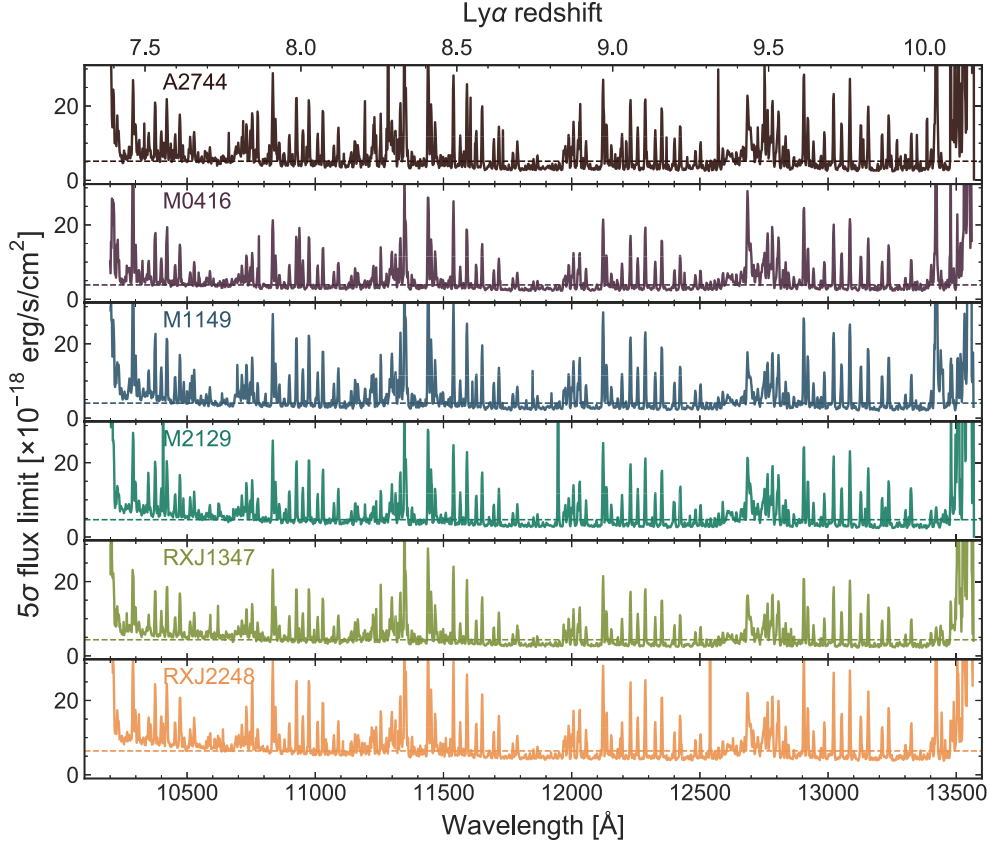 Lyα redshift
7.5 8.0 8.5 9.0 9.5 10.0
A2744
20
0
M0416
20
0
M1149
20
0
M2129
20
0
RXJ1347
20
0
RXJ2248
20
0
5σ flux limit [×10⁻¹⁸ erg/s/cm²]
10500 11000 11500 12000 12500 13000 13500
Wavelength [Å]